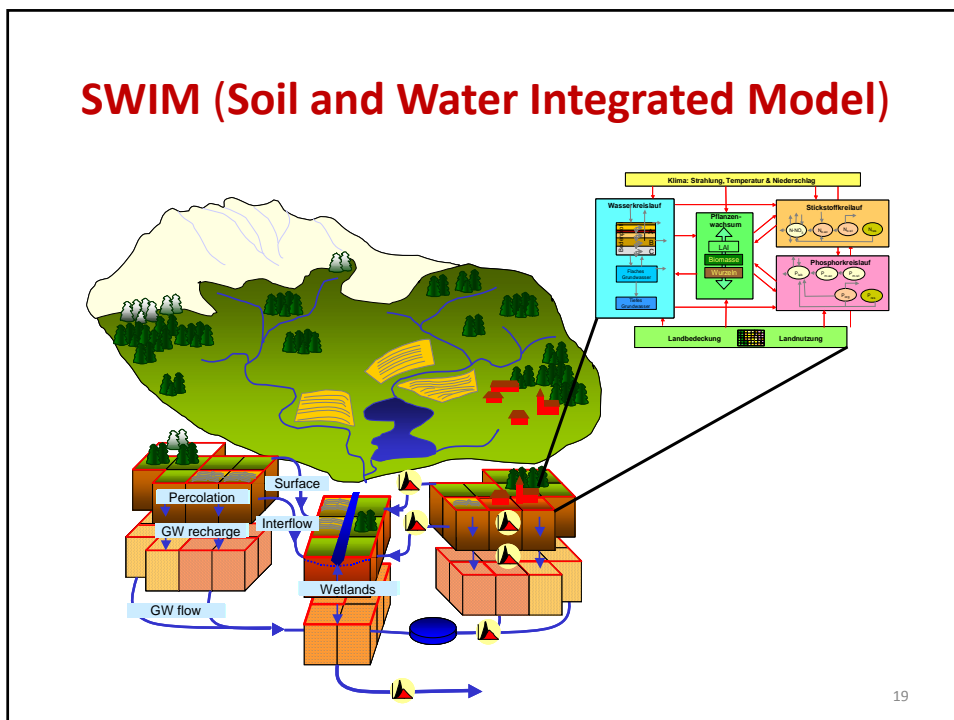 SWIM (Soil and Water Integrated Model)
Klima: Strahlung, Temperatur & Niederschlag
Wasserkreislauf
Pflanzen-
wachsum
LAI
Biomasse
Wurzeln
Flaches
Grundwasser
Tiefes
Grundwasser
Stickstoffkreilauf
Phosphorkreislauf
Landbedeckung
Landnutzung
Surface
Percolation
Interflow
GW recharge
Wetlands
GW flow
19